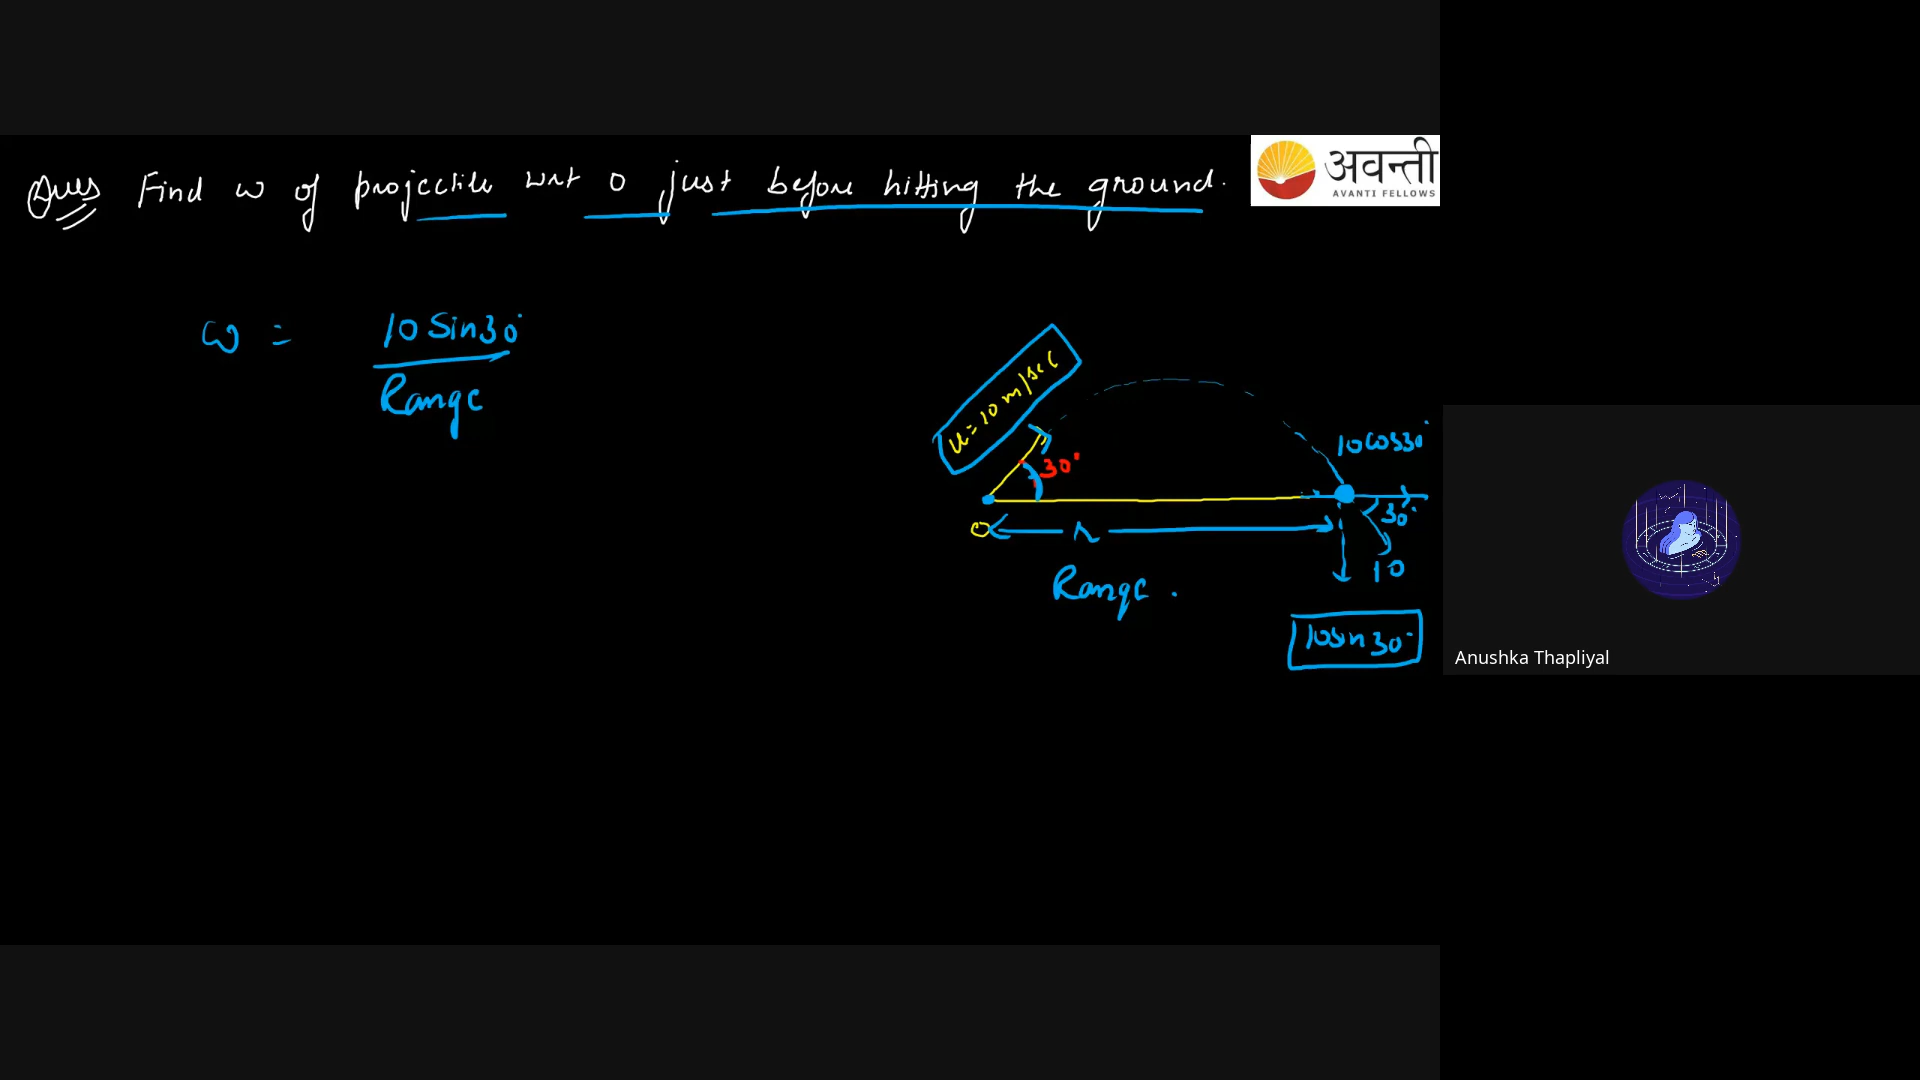 Ques Find ω of projectile wrt O just before hitting the ground.
अवन्ती
AVANTI FELLOWS
ω = 10 Sin30°
Range
u = 10 m/sec
30°
10 cos30°
30°
O
r
10
Range .
10 sin 30°
Anushka Thapliyal